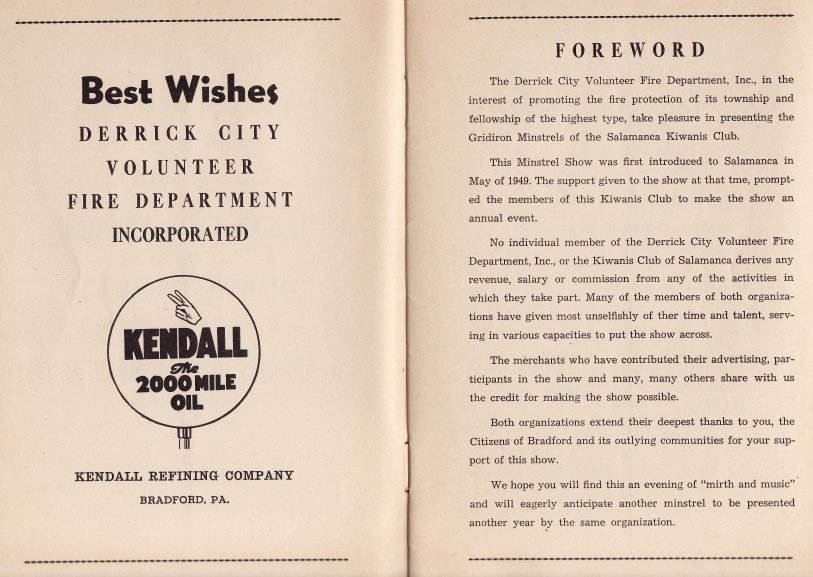 Best Wishes
DERRICK CITY
VOLUNTEER
FIRE DEPARTMENT
INCORPORATED
KENDALL
The
2000 MILE
OIL
KENDALL REFINING COMPANY
BRADFORD, PA.
FOREWORD
The Derrick City Volunteer Fire Department, Inc., in the
interest of promoting the fire protection of its township and
fellowship of the highest type, take pleasure in presenting the
Gridiron Minstrels of the Salamanca Kiwanis Club.
This Minstrel Show was first introduced to Salamanca in
May of 1949. The support given to the show at that tme, prompt-
ed the members of this Kiwanis Club to make the show an
annual event.
No individual member of the Derrick City Volunteer Fire
Department, Inc., or the Kiwanis Club of Salamanca derives any
revenue, salary or commission from any of the activities in
which they take part. Many of the members of both organiza-
tions have given most unselfishly of ther time and talent, serv-
ing in various capacities to put the show across.
The merchants who have contributed their advertising, par-
ticipants in the show and many, many others share with us
the credit for making the show possible.
Both organizations extend their deepest thanks to you, the
Citizens of Bradford and its outlying communities for your sup-
port of this show.
We hope you will find this an evening of "mirth and music"
and will eagerly anticipate another minstrel to be presented
another year by the same organization.